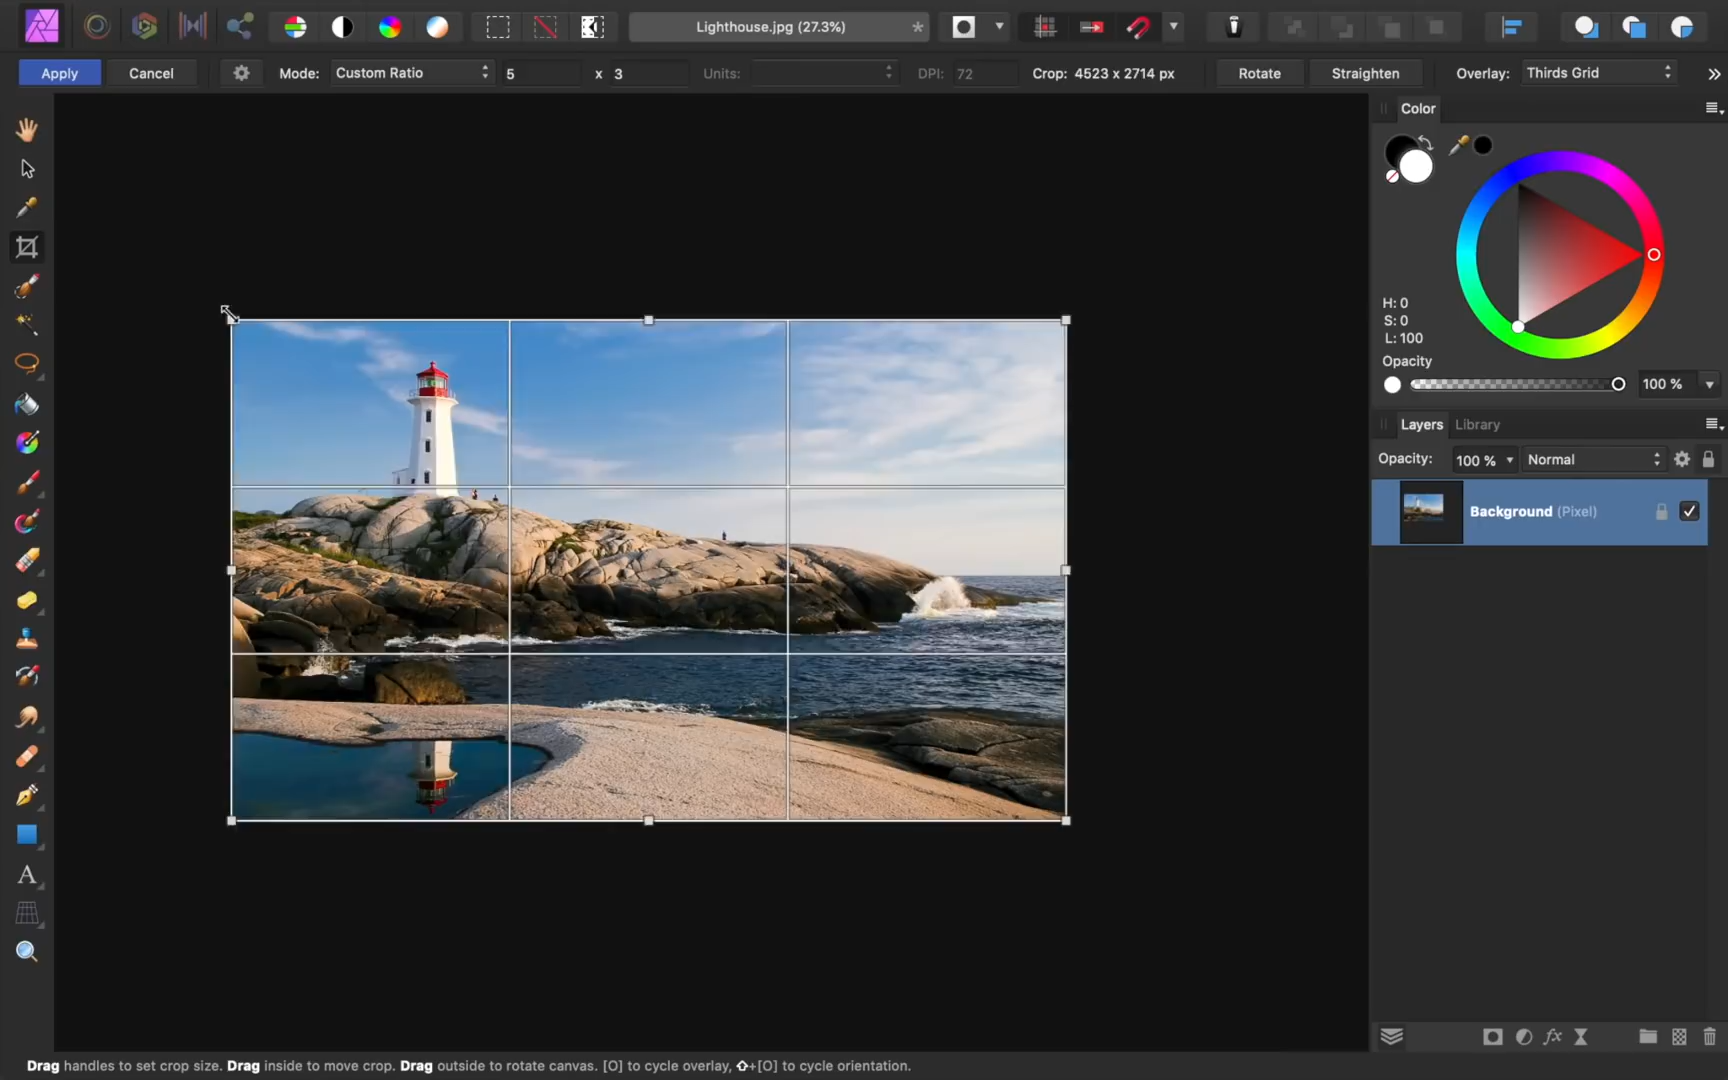 Lighthouse.jpg (27.3%) *
Apply Cancel Mode: Custom Ratio 5 x 3 Units: DPI: 72 Crop: 4523 x 2714 px Rotate Straighten Overlay: Thirds Grid »
Color
H: 0
S: 0
L: 100
Opacity
100 %
Layers Library
Opacity: 100 % Normal
Background (Pixel)
A
fx
Drag handles to set crop size. Drag inside to move crop. Drag outside to rotate canvas. [O] to cycle overlay, ⇧+[O] to cycle orientation.